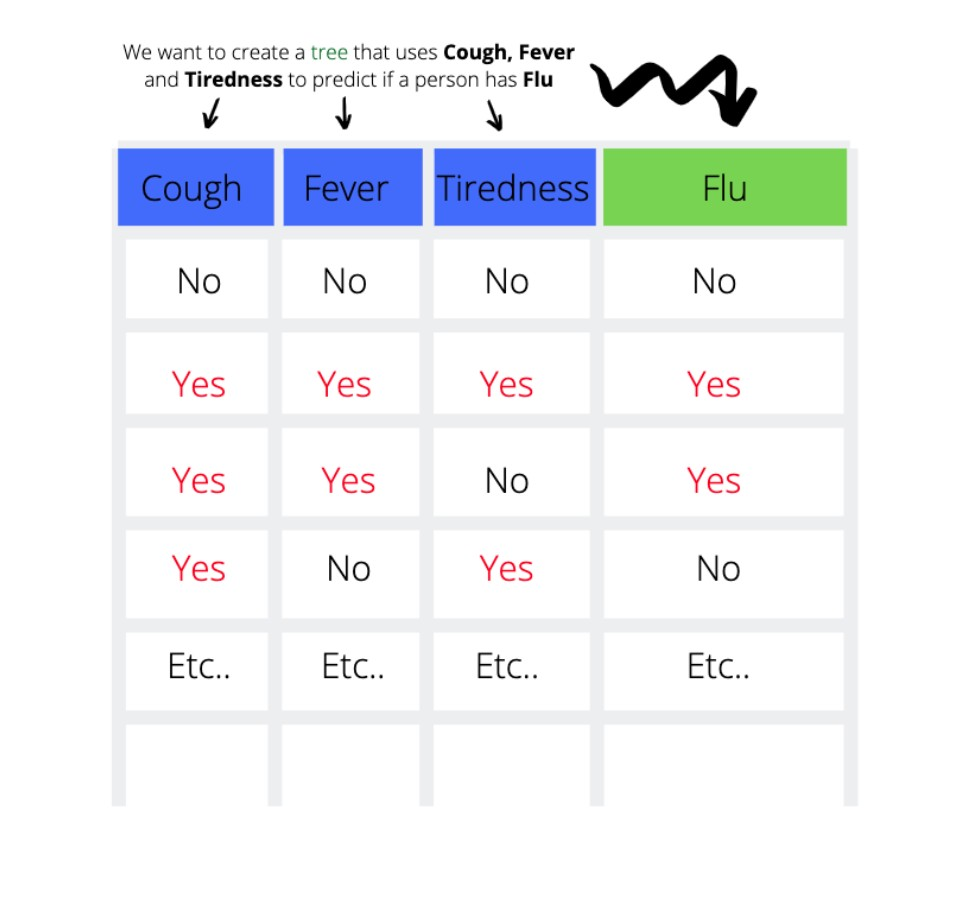 We want to create a tree that uses Cough, Fever
and Tiredness to predict if a person has Flu
Cough Fever Tiredness Flu
No No No No
Yes Yes Yes Yes
Yes Yes No Yes
Yes No Yes No
Etc.. Etc.. Etc.. Etc..